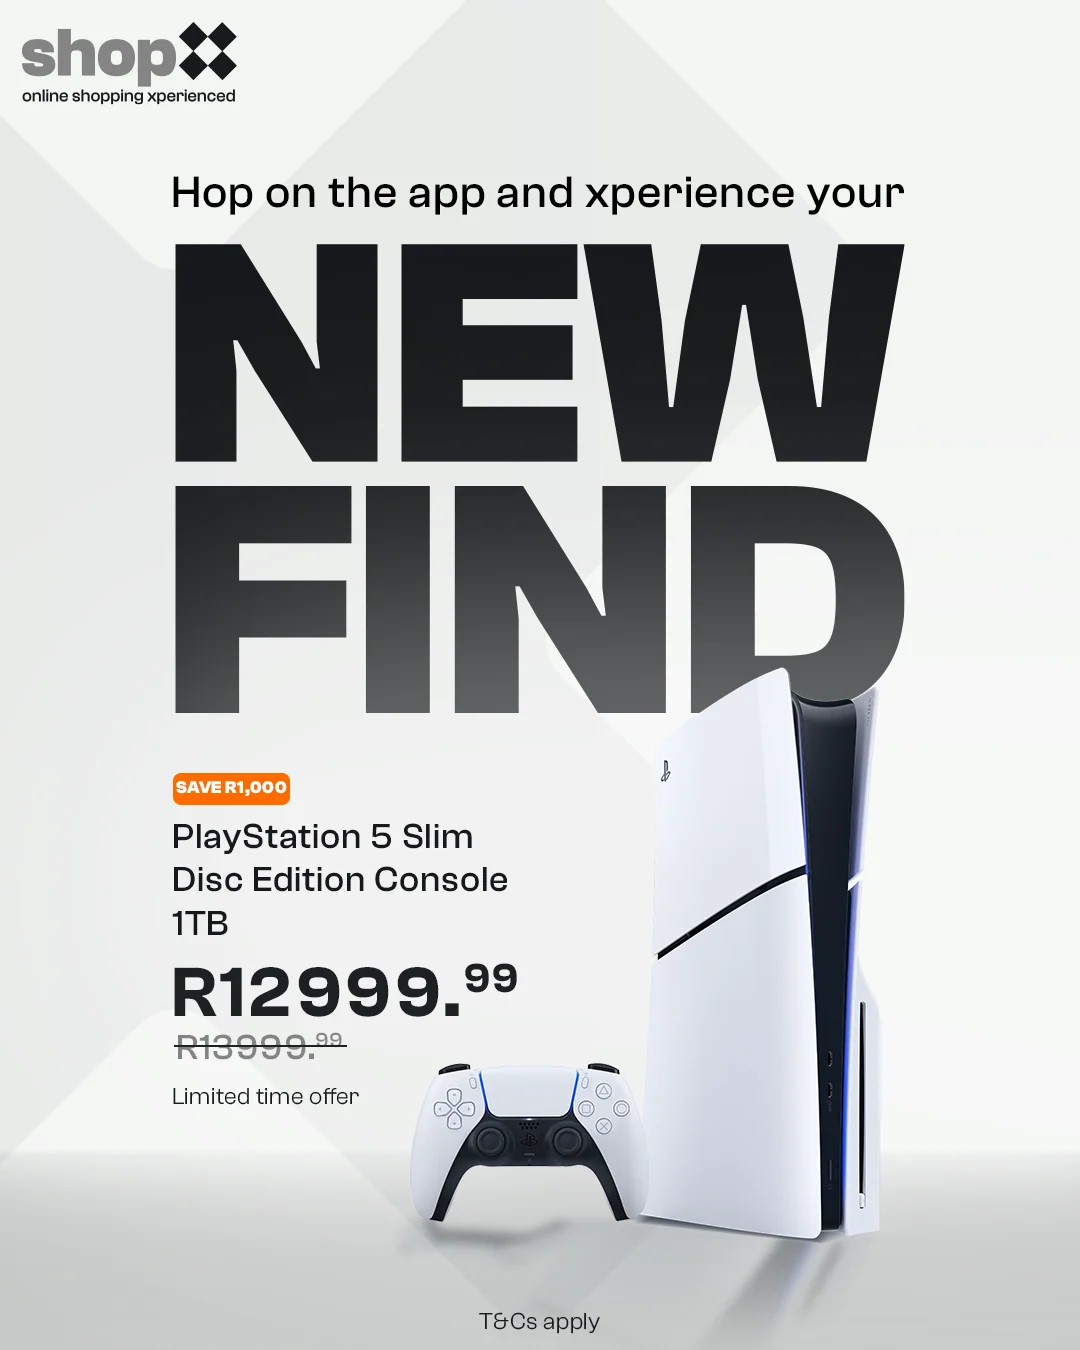 shop
online shopping xperienced
Hop on the app and xperience your
NEW
FIND
SAVE R1,000
PlayStation 5 Slim
Disc Edition Console
1TB
R12999.99
R13999.99
Limited time offer
T&Cs apply